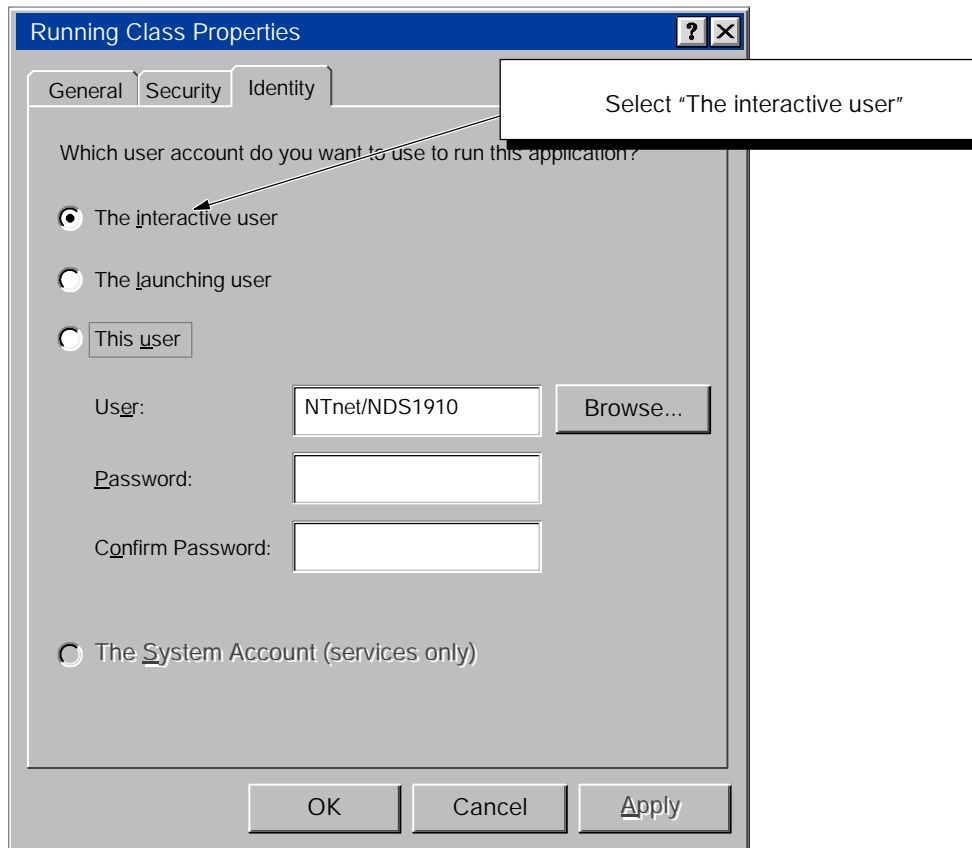 Running Class Properties
General Security Identity
Select “The interactive user”
Which user account do you want to use to run this application?
The interactive user
The launching user
This user
User: NTnet/NDS1910 Browse...
Password:
Confirm Password:
The System Account (services only)
OK Cancel Apply